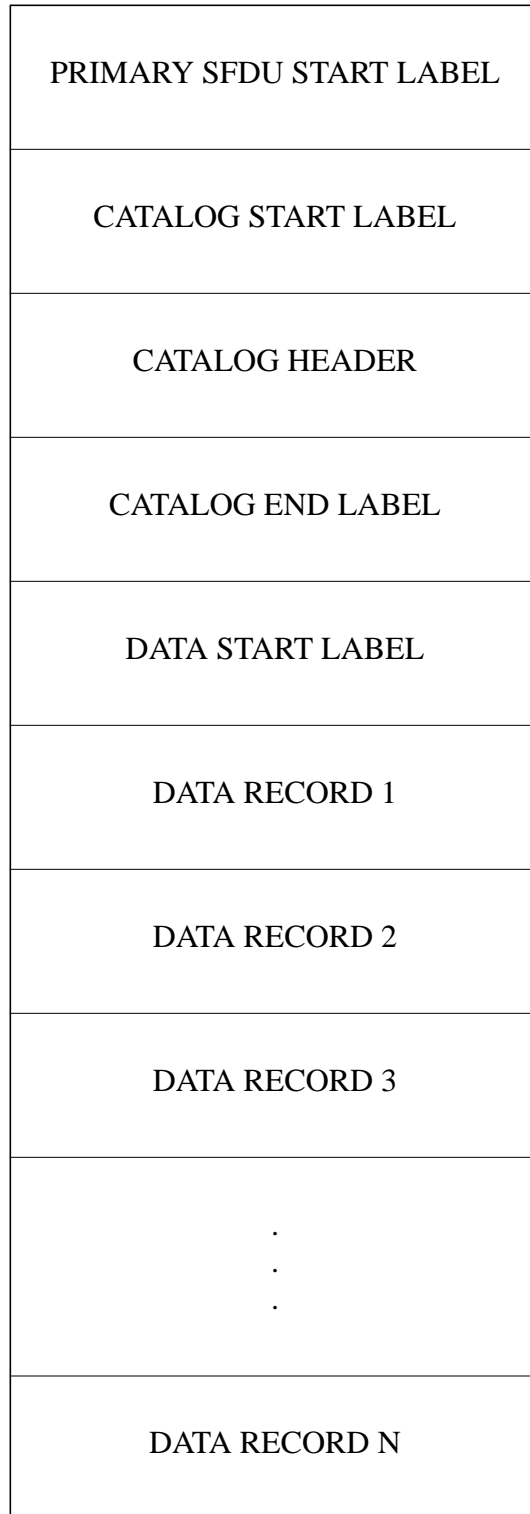 PRIMARY SFDU START LABEL
CATALOG START LABEL
CATALOG HEADER
CATALOG END LABEL
DATA START LABEL
DATA RECORD 1
DATA RECORD 2
DATA RECORD 3
.
.
.
DATA RECORD N